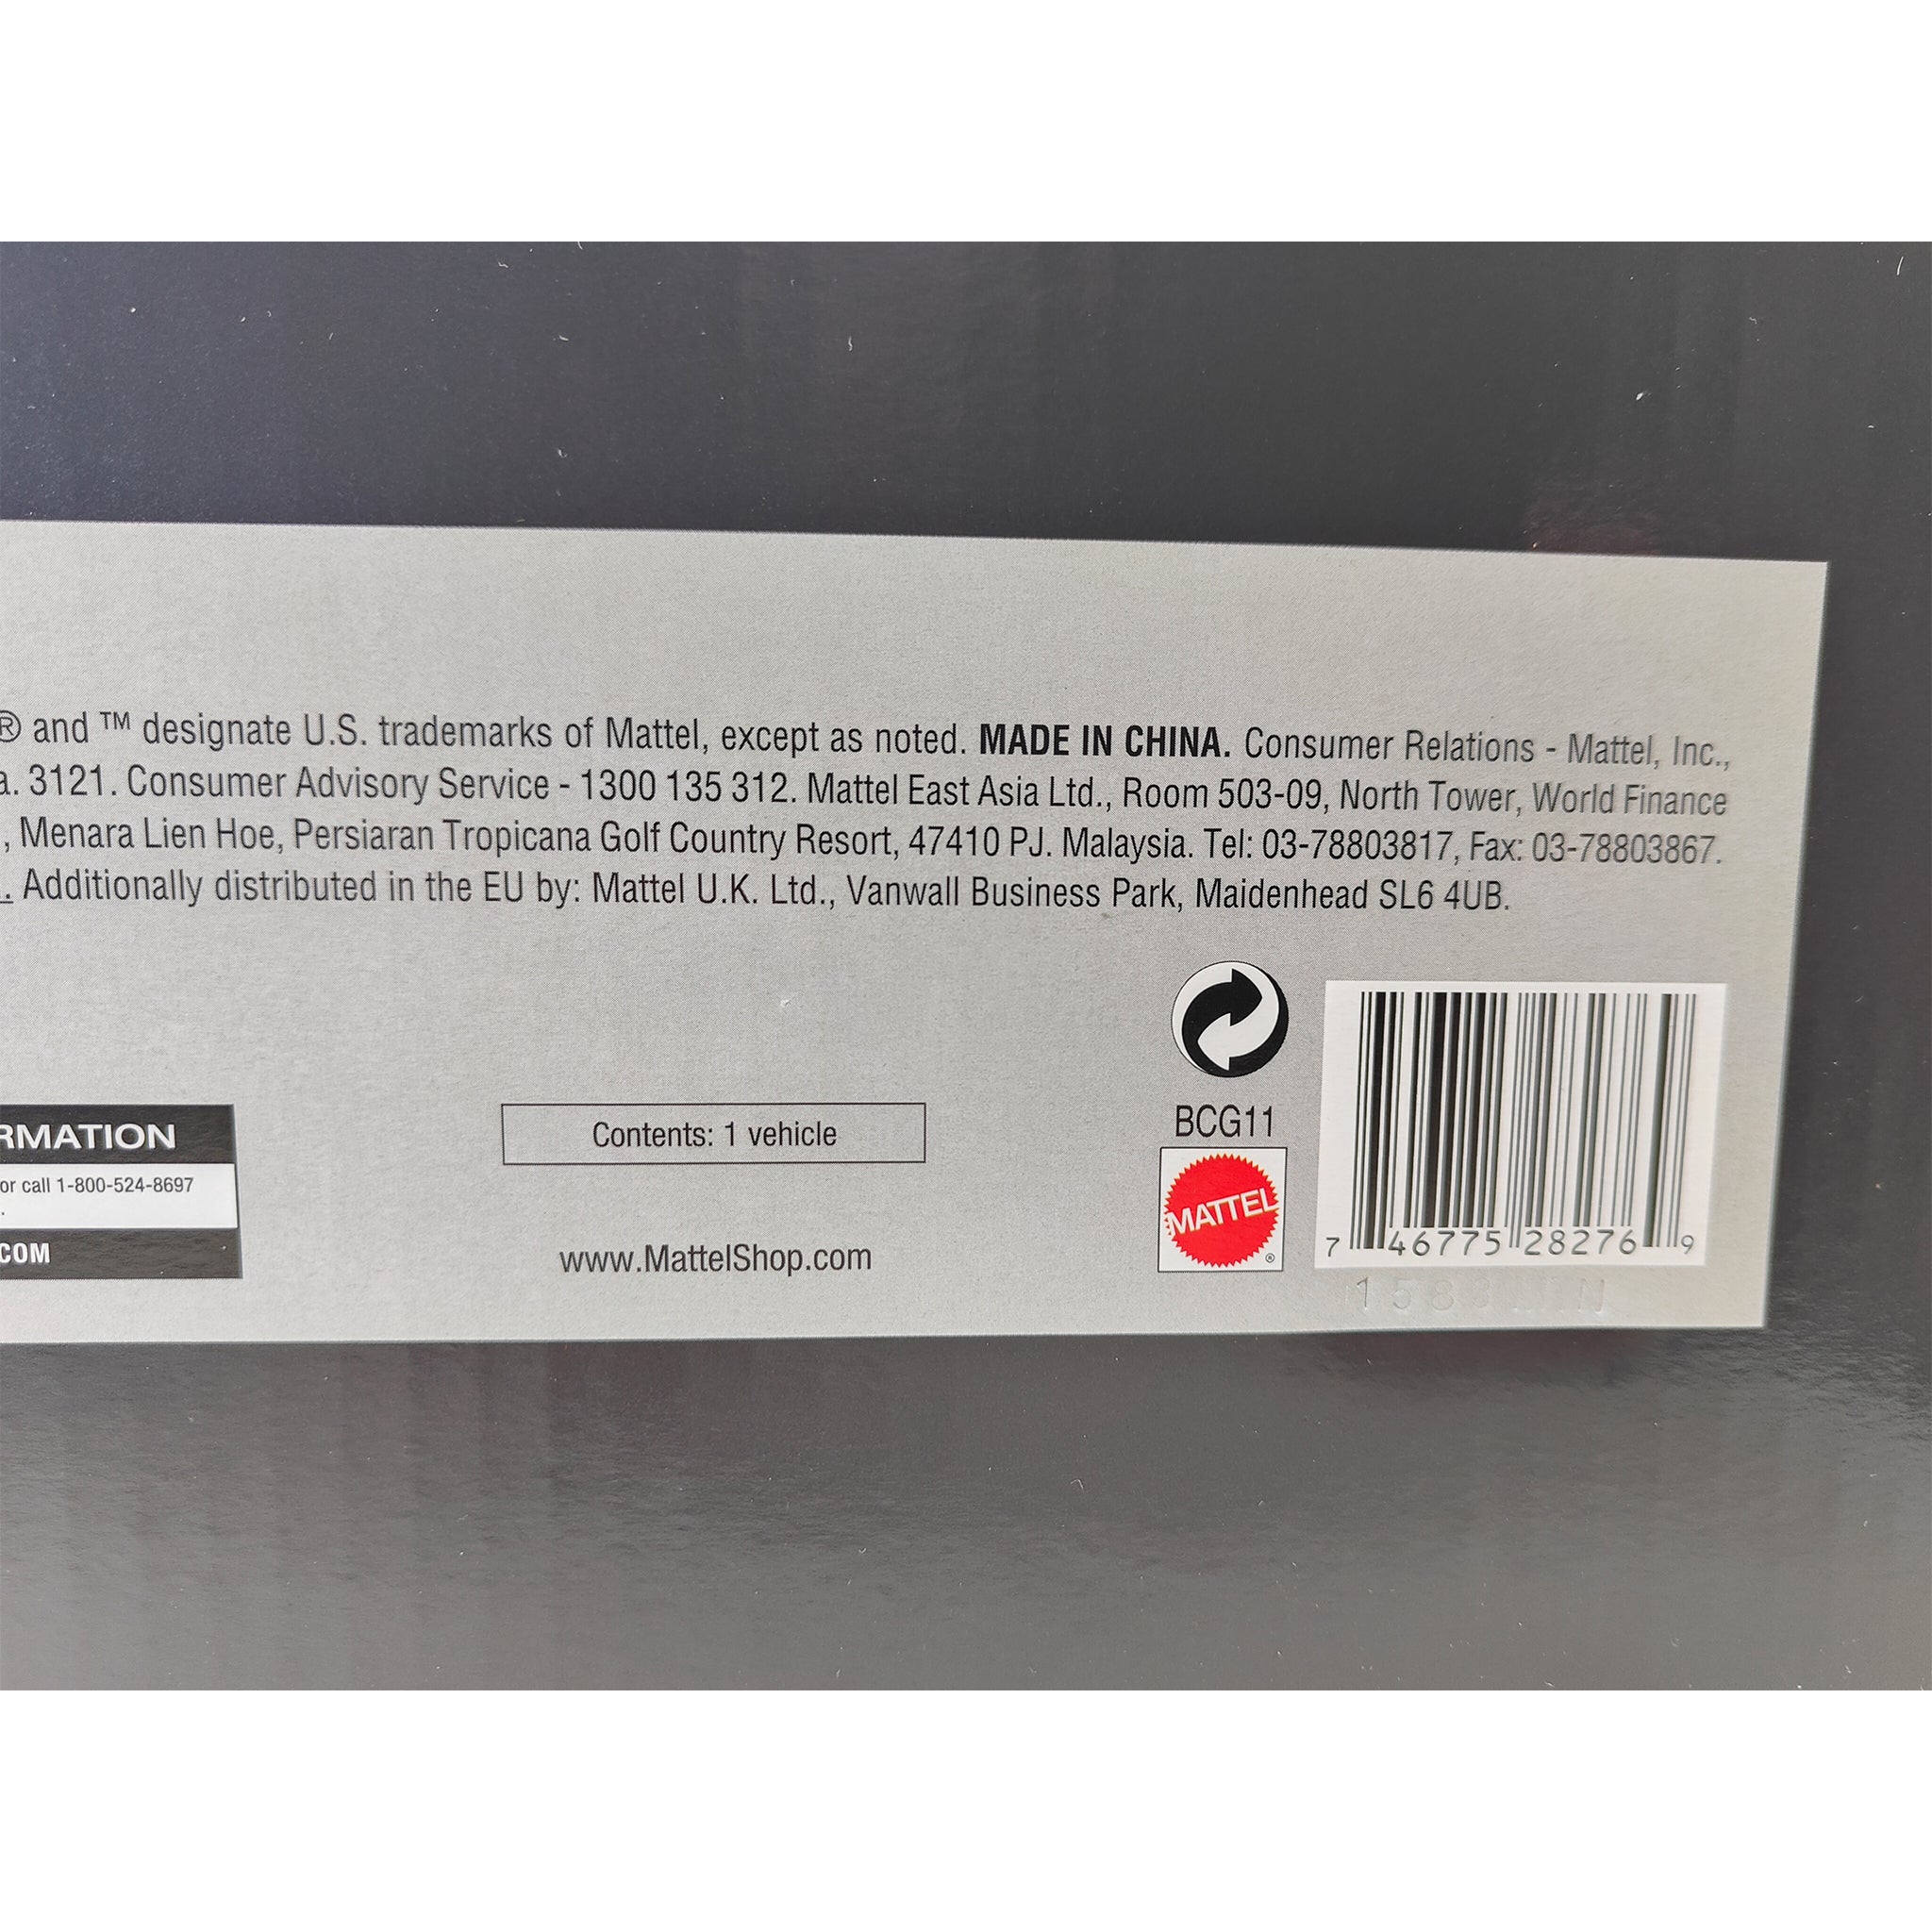 ® and ™ designate U.S. trademarks of Mattel, except as noted. MADE IN CHINA. Consumer Relations - Mattel, Inc.,
a. 3121. Consumer Advisory Service - 1300 135 312. Mattel East Asia Ltd., Room 503-09, North Tower, World Finance
, Menara Lien Hoe, Persiaran Tropicana Golf Country Resort, 47410 PJ. Malaysia. Tel: 03-78803817, Fax: 03-78803867.
. Additionally distributed in the EU by: Mattel U.K. Ltd., Vanwall Business Park, Maidenhead SL6 4UB.
RMATION
or call 1-800-524-8697
.
COM
Contents: 1 vehicle
www.MattelShop.com
BCG11
MATTEL
®
7 46775 28276 9